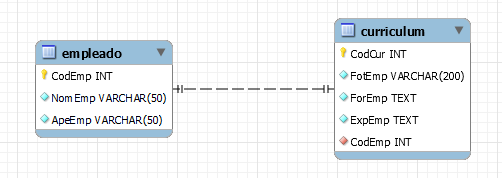 empleado
CodEmp INT
NomEmp VARCHAR(50)
ApeEmp VARCHAR(50)
curriculum
CodCur INT
FotEmp VARCHAR(200)
ForEmp TEXT
ExpEmp TEXT
CodEmp INT